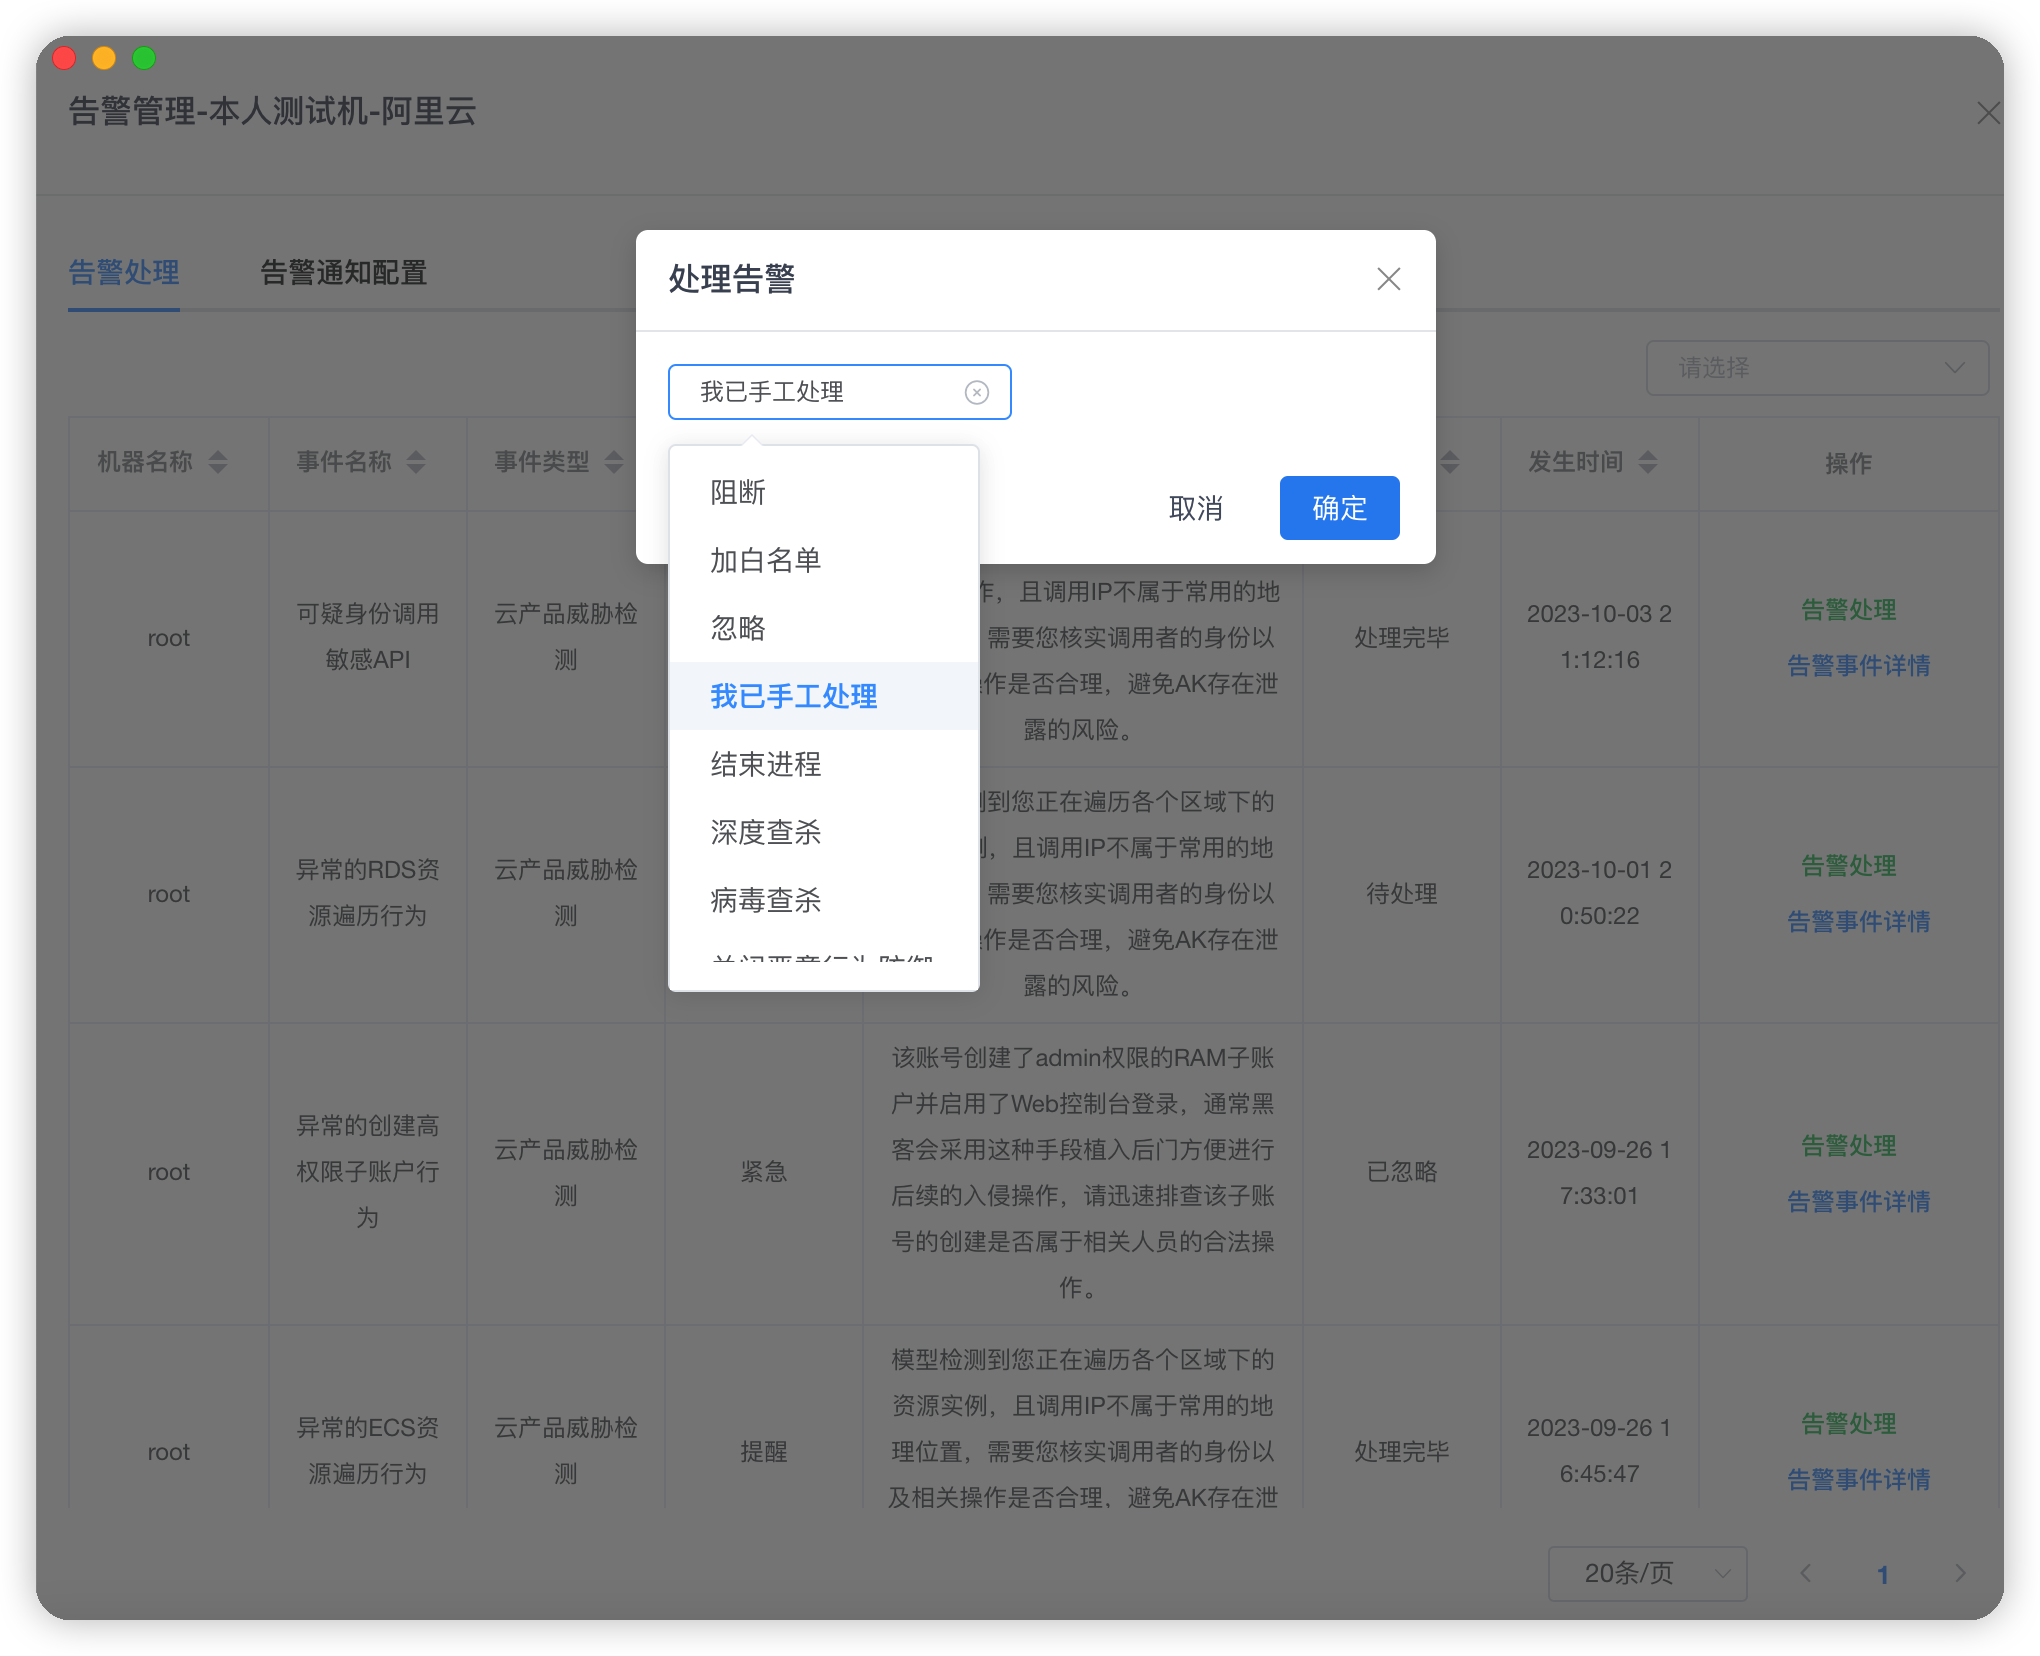 告警管理-本人测试机-阿里云
告警处理
告警通知配置
处理告警
我已手工处理
请选择
阻断
加白名单
忽略
我已手工处理
结束进程
深度查杀
病毒查杀
取消
确定
机器名称
事件名称
事件类型
发生时间
操作
root
可疑身份调用
敏感API
云产品威胁检
测
作，且调用IP不属于常用的地
需要您核实调用者的身份以
操作是否合理，避免AK存在泄
露的风险。
处理完毕
2023-10-03 2
1:12:16
告警处理
告警事件详情
root
异常的RDS资
源遍历行为
云产品威胁检
测
到您正在遍历各个区域下的
，且调用IP不属于常用的地
需要您核实调用者的身份以
操作是否合理，避免AK存在泄
露的风险。
待处理
2023-10-01 2
0:50:22
告警处理
告警事件详情
root
异常的创建高
权限子账户行
为
云产品威胁检
测
紧急
该账号创建了admin权限的RAM子账
户并启用了Web控制台登录，通常黑
客会采用这种手段植入后门方便进行
后续的入侵操作，请迅速排查该子账
号的创建是否属于相关人员的合法操
作。
已忽略
2023-09-26 1
7:33:01
告警处理
告警事件详情
root
异常的ECS资
源遍历行为
云产品威胁检
测
提醒
模型检测到您正在遍历各个区域下的
资源实例，且调用IP不属于常用的地
理位置，需要您核实调用者的身份以
及相关操作是否合理，避免AK存在泄
处理完毕
2023-09-26 1
6:45:47
告警处理
告警事件详情
20条/页
1